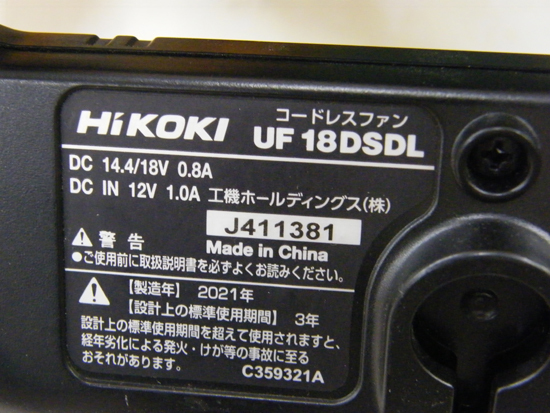 コードレスファン
HiKOKI UF 18DSDL
DC 14.4/18V 0.8A
DC IN 12V 1.0A 工機ホールディングス(株)
J411381
⚠警告 Made in China
●ご使用前に取扱説明書を必ずよくお読みください。
⚠【製造年】 2021年
【設計上の標準使用期間】 3年
設計上の標準使用期間を超えて使用されますと、
経年劣化による発火・けが等の事故に至る
おそれがあります。 C359321A